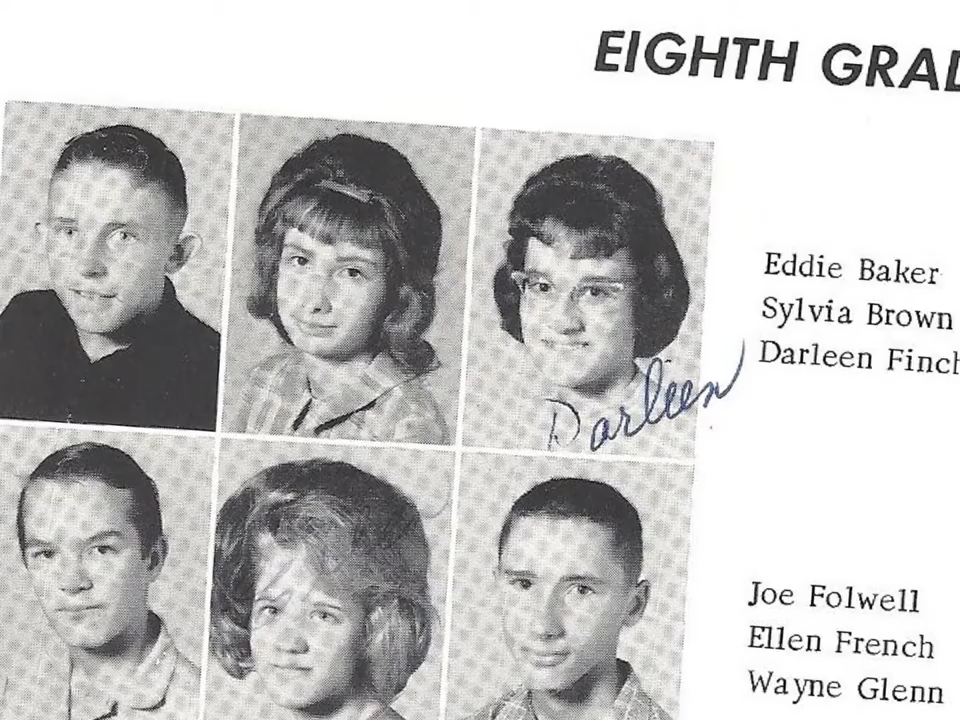 EIGHTH GRAD
Eddie Baker
Sylvia Brown
Darleen Finch
Darleen
Joe Folwell
Ellen French
Wayne Glenn